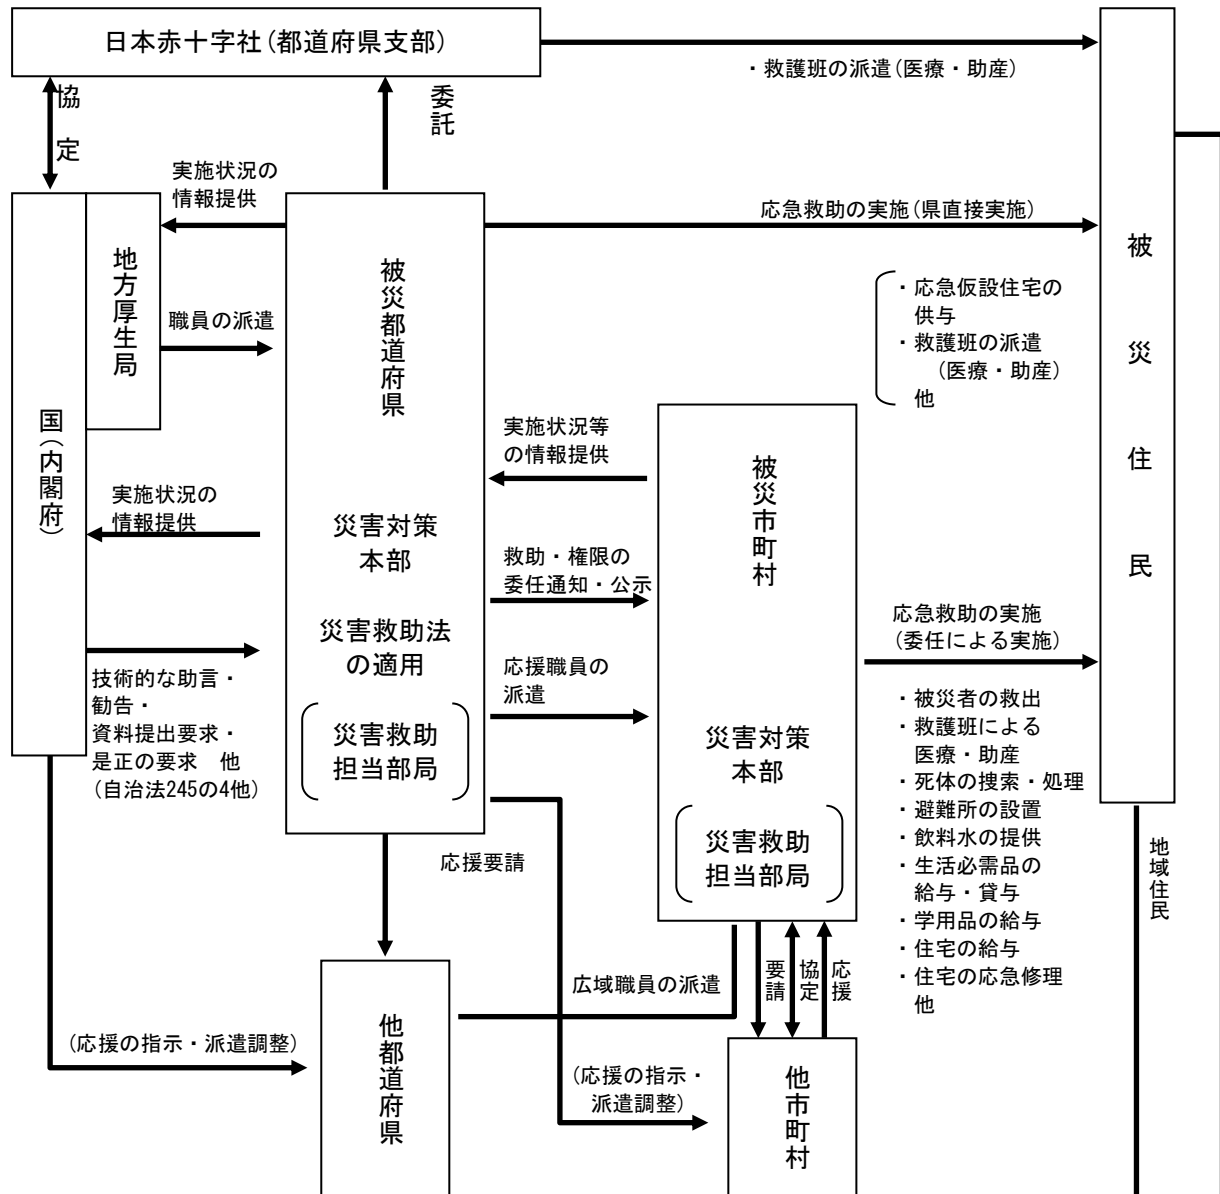 日本赤十字社(都道府県支部)
・救護班の派遣(医療・助産)
協定
委託
実施状況の
情報提供
応急救助の実施(県直接実施)
地方厚生局
職員の派遣
国(内閣府)
被災都道府県
・応急仮設住宅の
供与
・救護班の派遣
(医療・助産)
他
被災住民
実施状況等
の情報提供
被災市町村
実施状況の
情報提供
災害対策
本部
救助・権限の
委任通知・公示
災害救助法
の適用
応急救助の実施
(委任による実施)
技術的な助言・
勧告・
資料提出要求・
是正の要求 他
(自治法245の4他)
応援職員の
派遣
災害救助
担当部局
災害対策
本部
・被災者の救出
・救護班による
医療・助産
・死体の捜索・処理
・避難所の設置
・飲料水の提供
・生活必需品の
給与・貸与
・学用品の給与
・住宅の給与
・住宅の応急修理
他
災害救助
担当部局
応援要請
地域住民
広域職員の派遣
要請
協定
応援
(応援の指示・派遣調整)
他都道府県
(応援の指示・
派遣調整)
他市町村